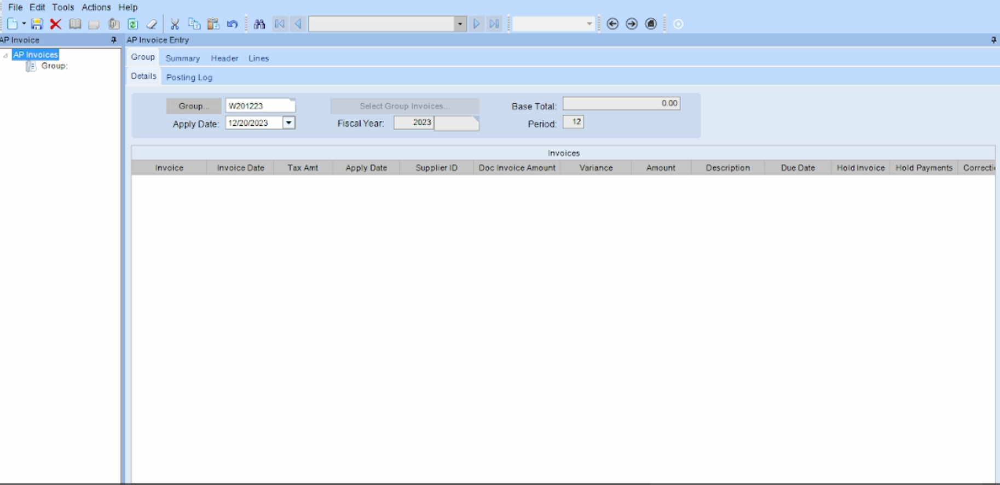 File Edit Tools Actions Help
AP Invoice
AP Invoices
Group:
AP Invoice Entry
Group Summary Header Lines
Details Posting Log
Group... W201223 Select Group Invoices... Base Total: 0.00
Apply Date: 12/20/2023 Fiscal Year: 2023 Period: 12
Invoices
Invoice Invoice Date Tax Amt Apply Date Supplier ID Doc Invoice Amount Variance Amount Description Due Date Hold Invoice Hold Payments Correcti